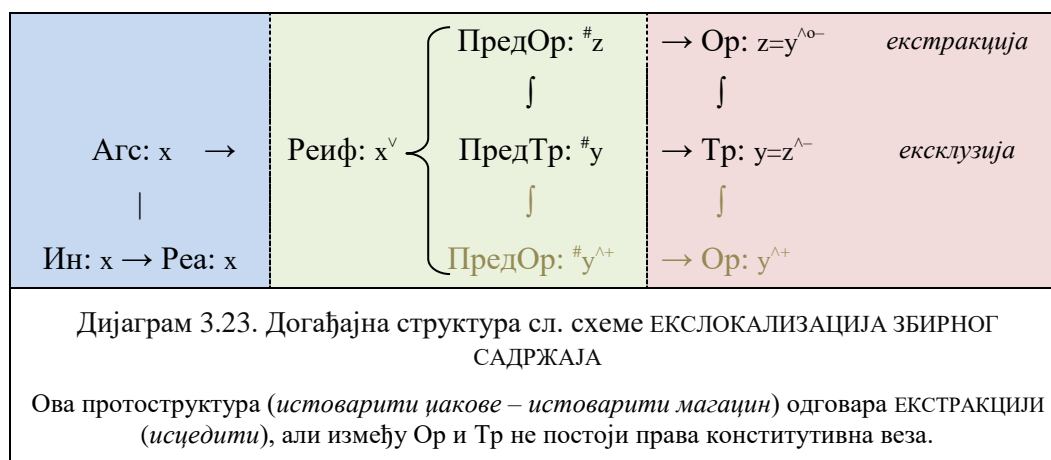 ПредОр: #z → Ор: z=y^о– екстракција
∫ ∫
Агс: x → Реиф: x˅ ПредТр: #y → Тр: y=z^– ексклузија
| ∫ ∫
Ин: x → Реа: x ПредОр: #y^+ → Ор: y^+
Дијаграм 3.23. Догађајна структура сл. схеме ЕКСЛОКАЛИЗАЦИЈА ЗБИРНОГ
САДРЖАЈА
Ова протоструктура (истоварити џакове – истоварити магацин) одговара ЕКСТРАКЦИЈИ
(исцедити), али између Ор и Тр не постоји права конститутивна веза.